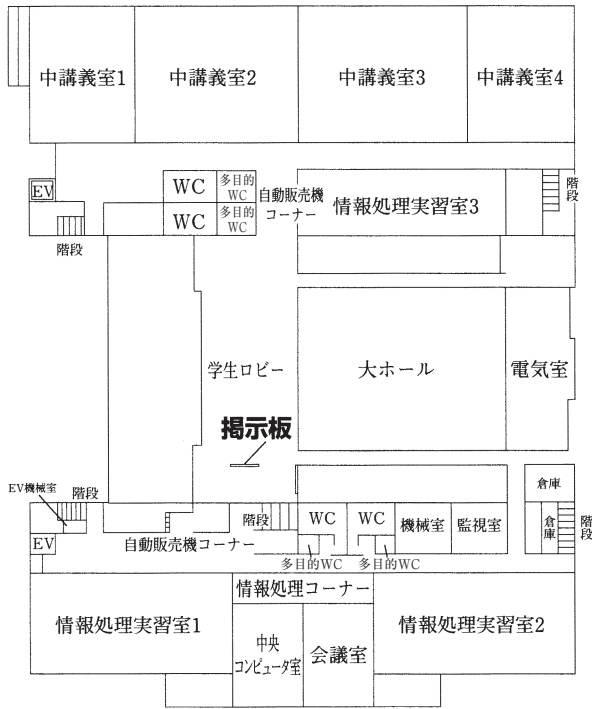 中講義室1
中講義室2
中講義室3
中講義室4
EV
階段
WC
多目的
WC
WC
多目的
WC
自動販売機
コーナー
情報処理実習室3
階段
学生ロビー
大ホール
電気室
掲示板
EV機械室
階段
EV
自動販売機コーナー
階段
WC
WC
機械室
監視室
倉庫
倉庫
階段
多目的WC
多目的WC
情報処理コーナー
情報処理実習室1
中央
コンピュータ室
会議室
情報処理実習室2